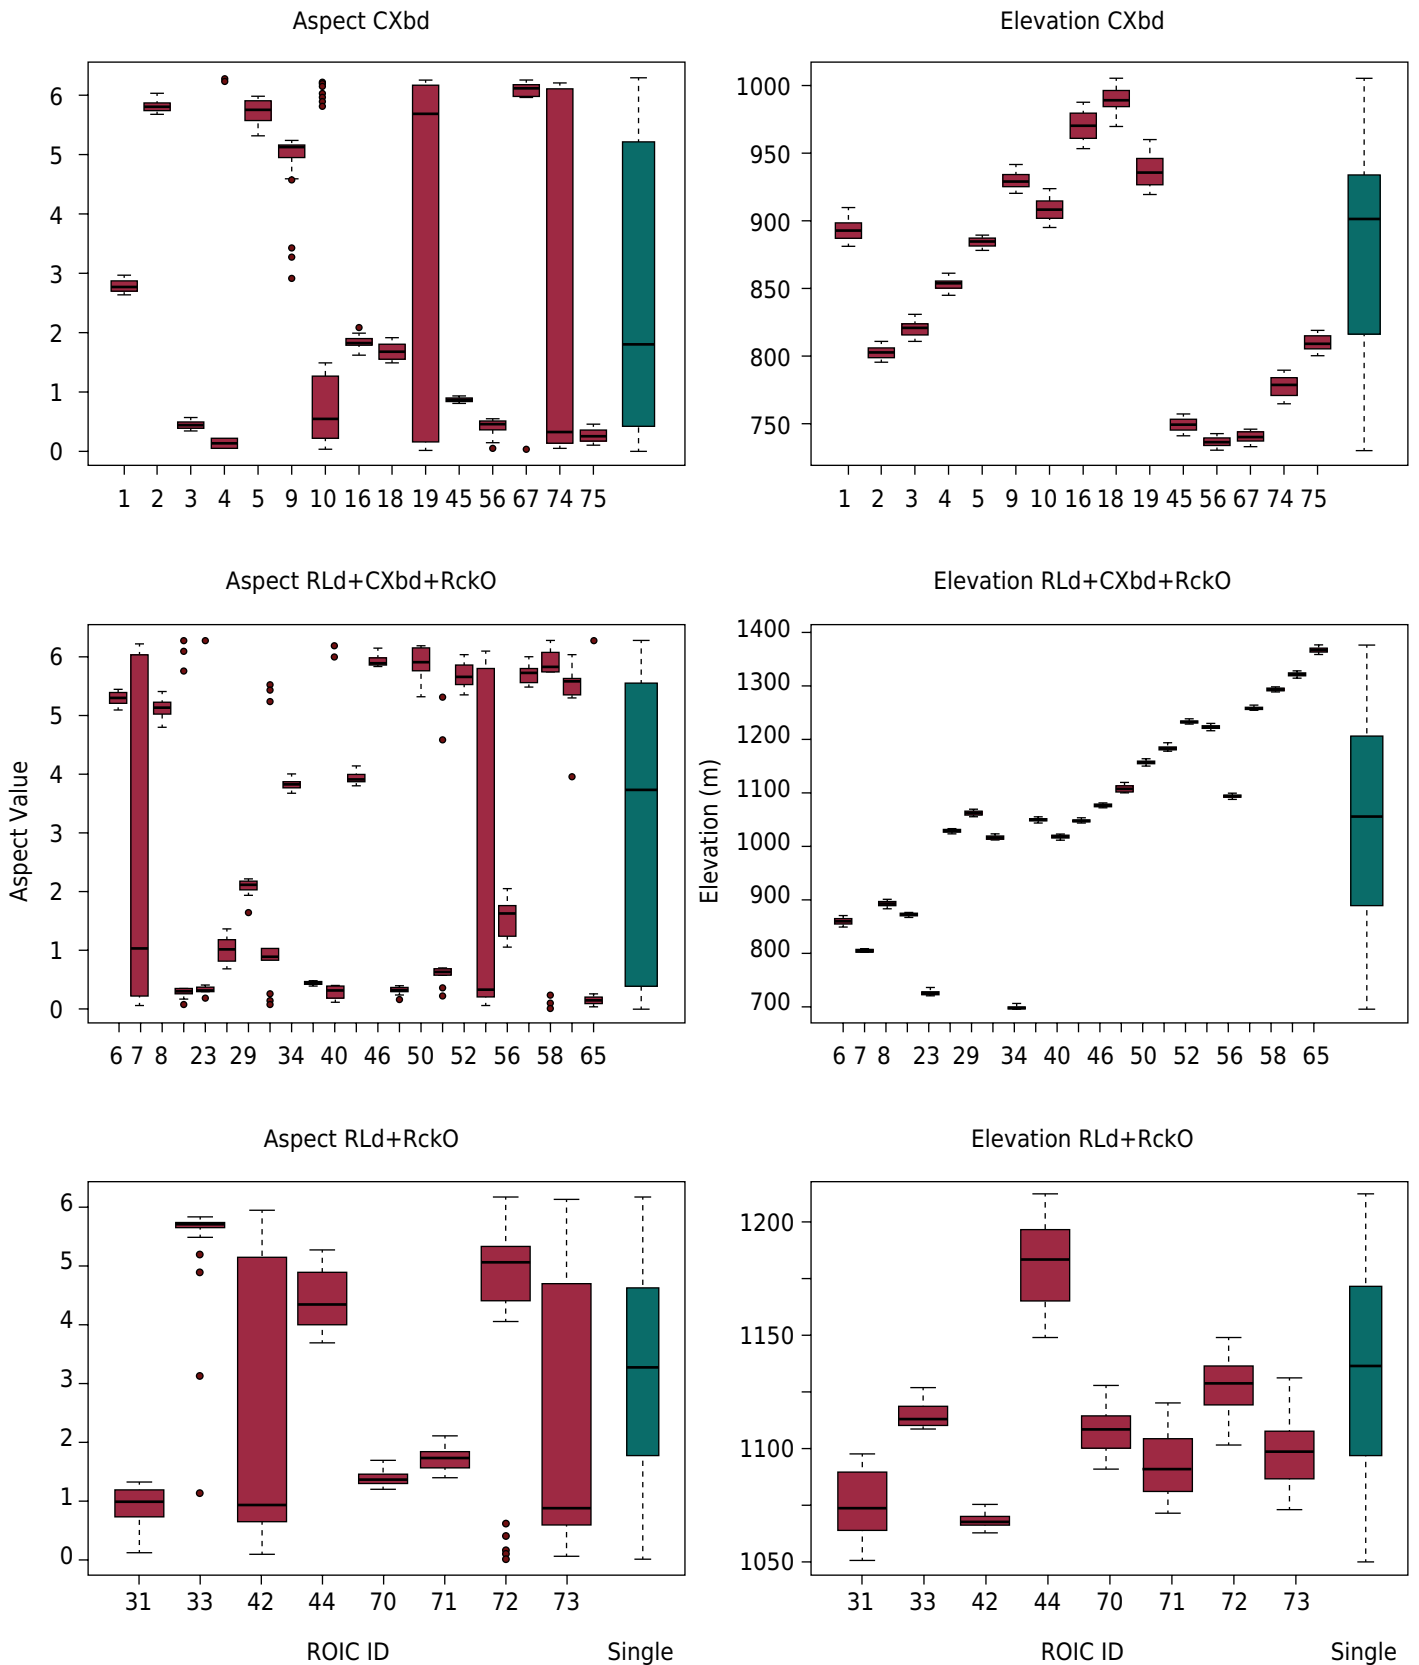 Aspect CXbd
Elevation CXbd
6
5
4
3
2
1
0
1 2 3 4 5 9 10 16 18 19 45 56 67 74 75
1000
950
900
850
800
750
1 2 3 4 5 9 10 16 18 19 45 56 67 74 75
Aspect RLd+CXbd+RckO
Elevation RLd+CXbd+RckO
Aspect Value
6
5
4
3
2
1
0
6 7 8 23 29 34 40 46 50 52 56 58 65
Elevation (m)
1400
1300
1200
1100
1000
900
800
700
6 7 8 23 29 34 40 46 50 52 56 58 65
Aspect RLd+RckO
Elevation RLd+RckO
6
5
4
3
2
1
0
31 33 42 44 70 71 72 73
1200
1150
1100
1050
31 33 42 44 70 71 72 73
ROIC ID Single
ROIC ID Single